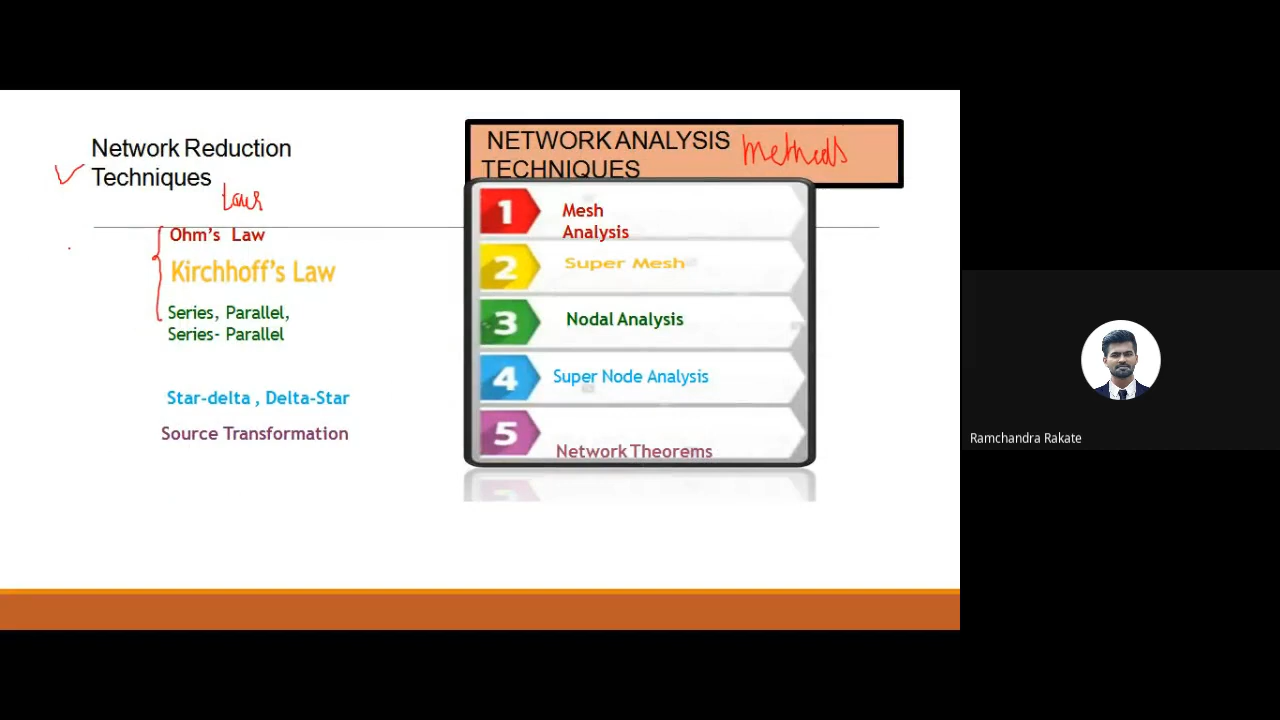 Network Reduction
Techniques
Laws
Ohm's Law
Kirchhoff's Law
Series, Parallel,
Series- Parallel
Star-delta , Delta-Star
Source Transformation
NETWORK ANALYSIS
TECHNIQUES
Methods
1 Mesh
Analysis
2 Super Mesh
3 Nodal Analysis
4 Super Node Analysis
5 Network Theorems
Ramchandra Rakate